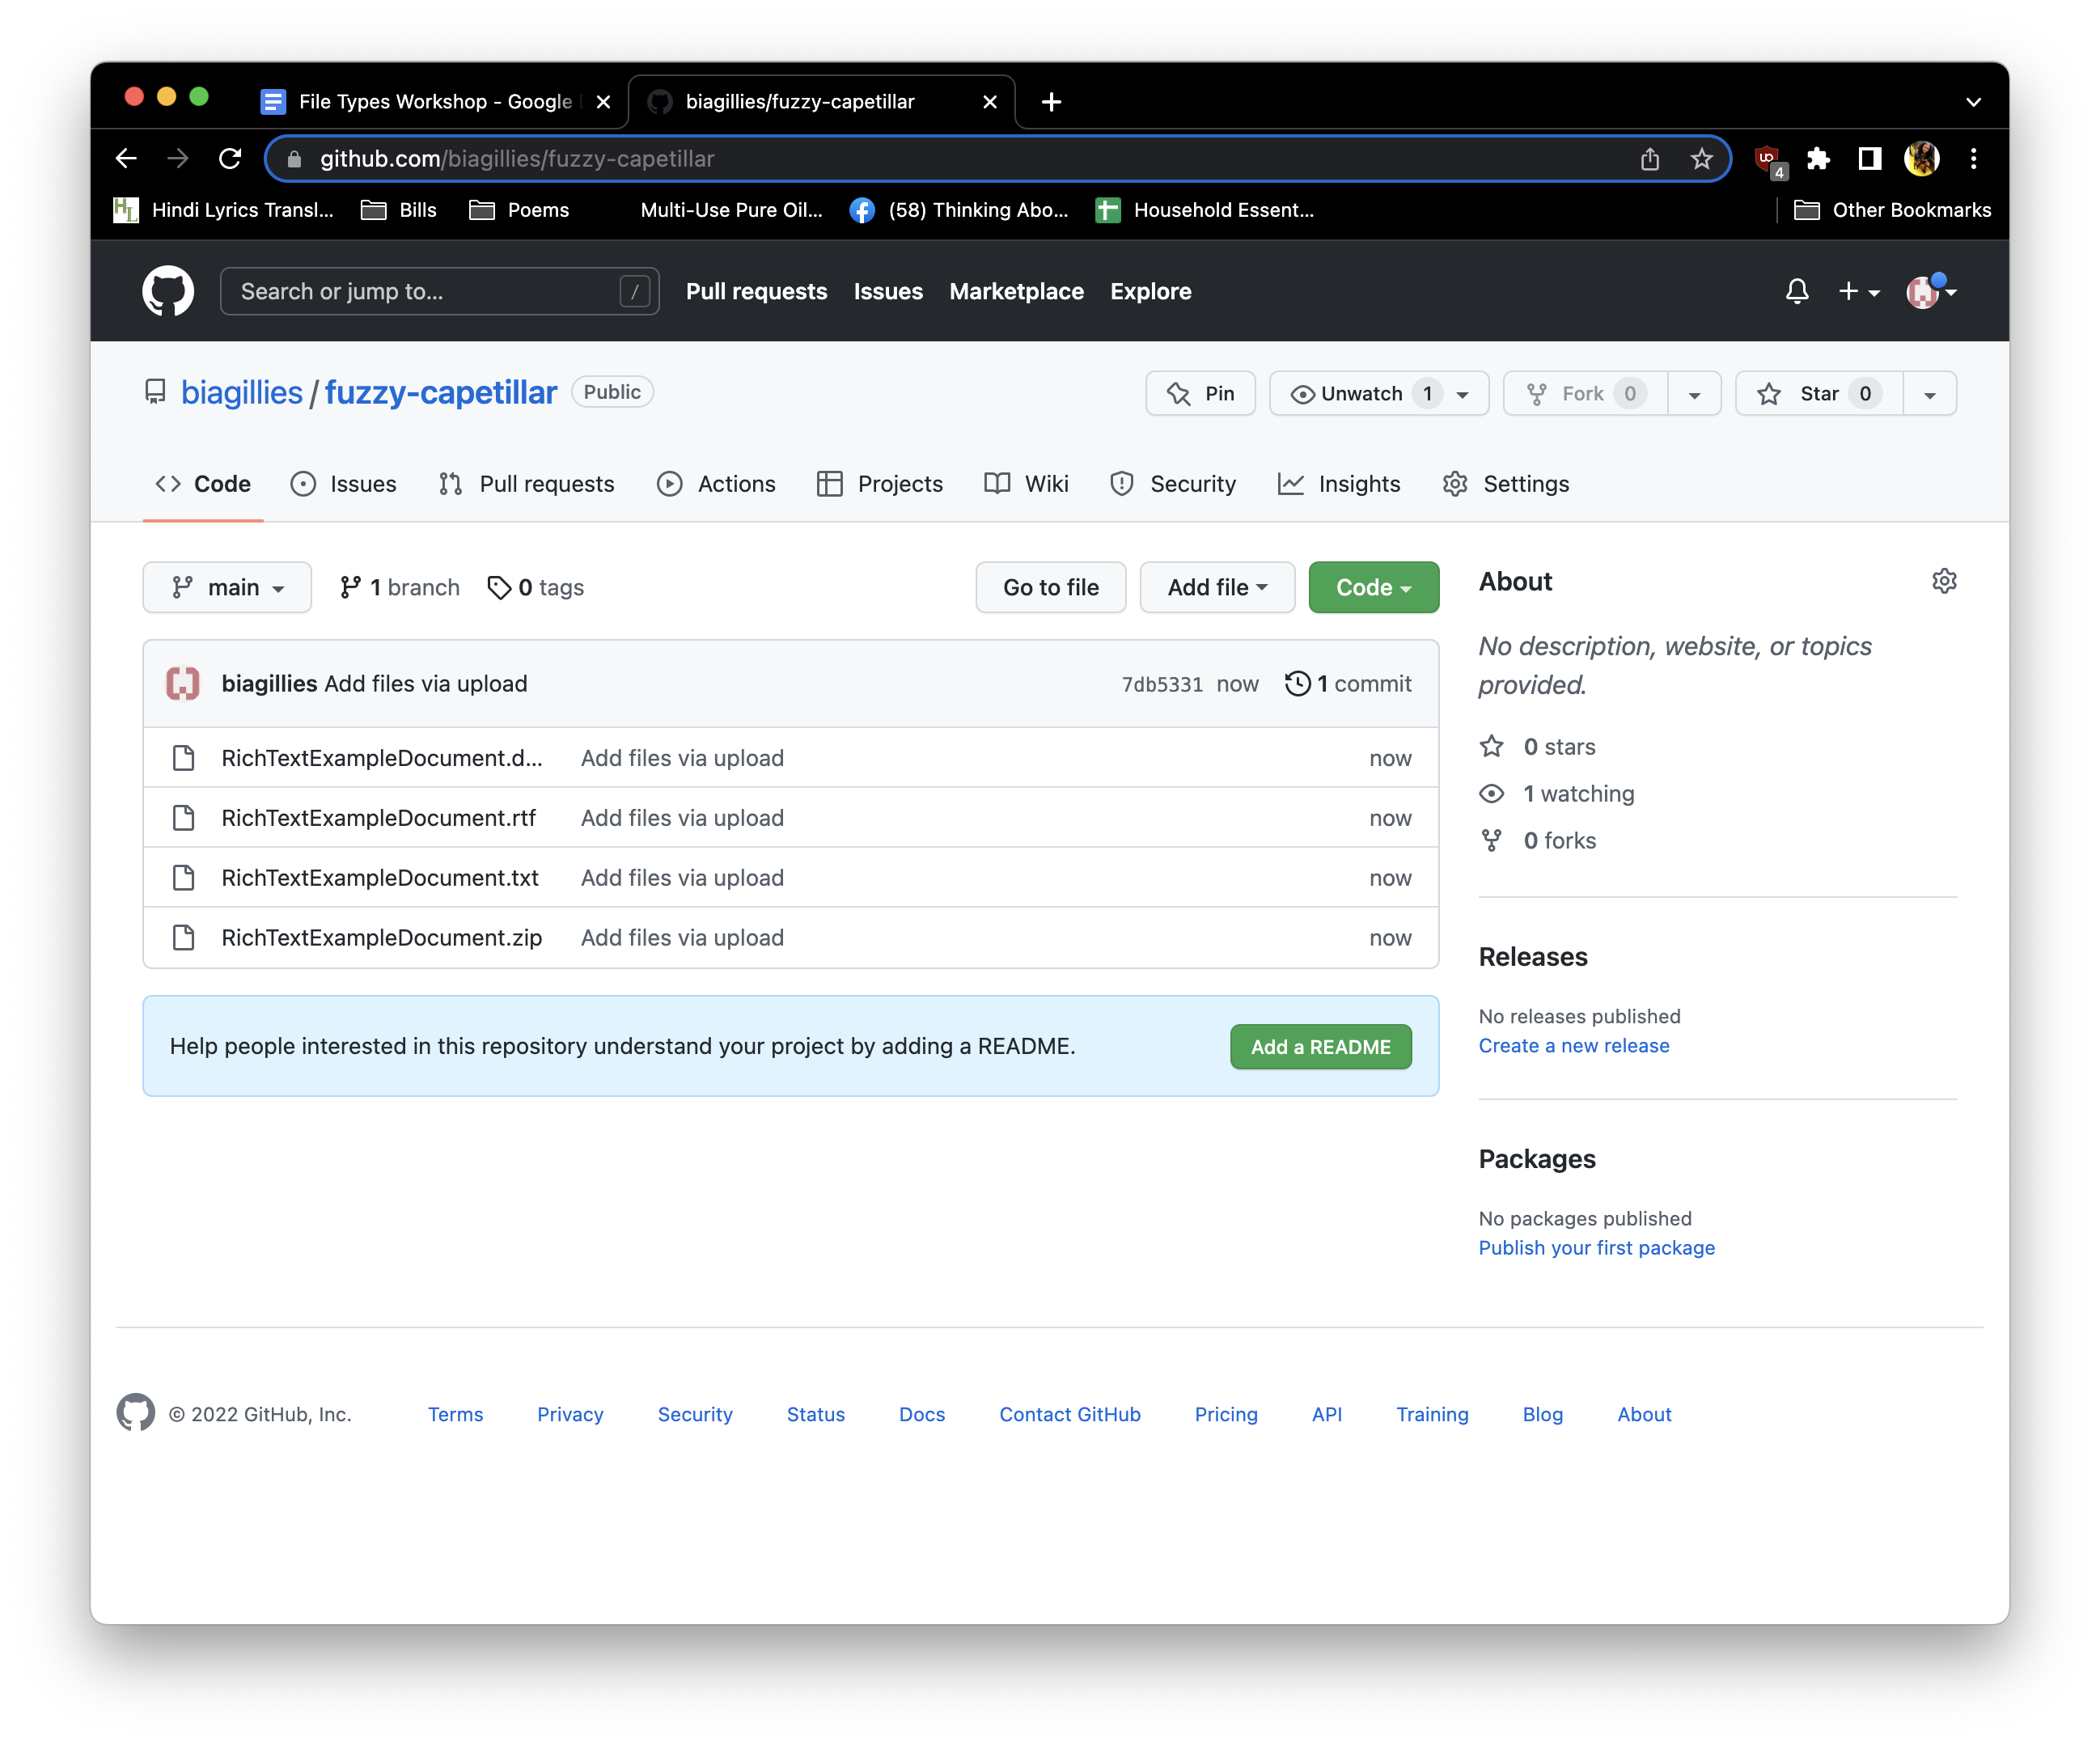 File Types Workshop - Google
biagillies/fuzzy-capetillar
github.com/biagillies/fuzzy-capetillar
4
Hindi Lyrics Transl...
Bills
Poems
Multi-Use Pure Oil...
(58) Thinking Abo...
Household Essent...
Other Bookmarks
Search or jump to...
/
Pull requests
Issues
Marketplace
Explore
biagillies / fuzzy-capetillar
Public
Pin
Unwatch 1
Fork 0
Star 0
Code
Issues
Pull requests
Actions
Projects
Wiki
Security
Insights
Settings
main
1 branch
0 tags
Go to file
Add file
Code
biagillies Add files via upload
7db5331 now
1 commit
RichTextExampleDocument.d... Add files via upload now
RichTextExampleDocument.rtf Add files via upload now
RichTextExampleDocument.txt Add files via upload now
RichTextExampleDocument.zip Add files via upload now
Help people interested in this repository understand your project by adding a README.
Add a README
About
No description, website, or topics
provided.
0 stars
1 watching
0 forks
Releases
No releases published
Create a new release
Packages
No packages published
Publish your first package
© 2022 GitHub, Inc.
Terms
Privacy
Security
Status
Docs
Contact GitHub
Pricing
API
Training
Blog
About